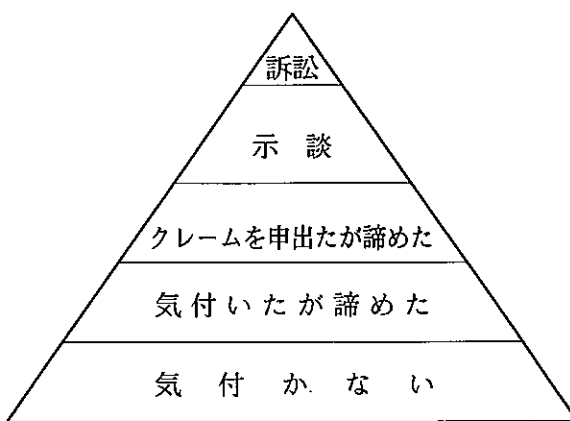 訴訟
示談
クレームを申出たが諦めた
気付いたが諦めた
気付かない